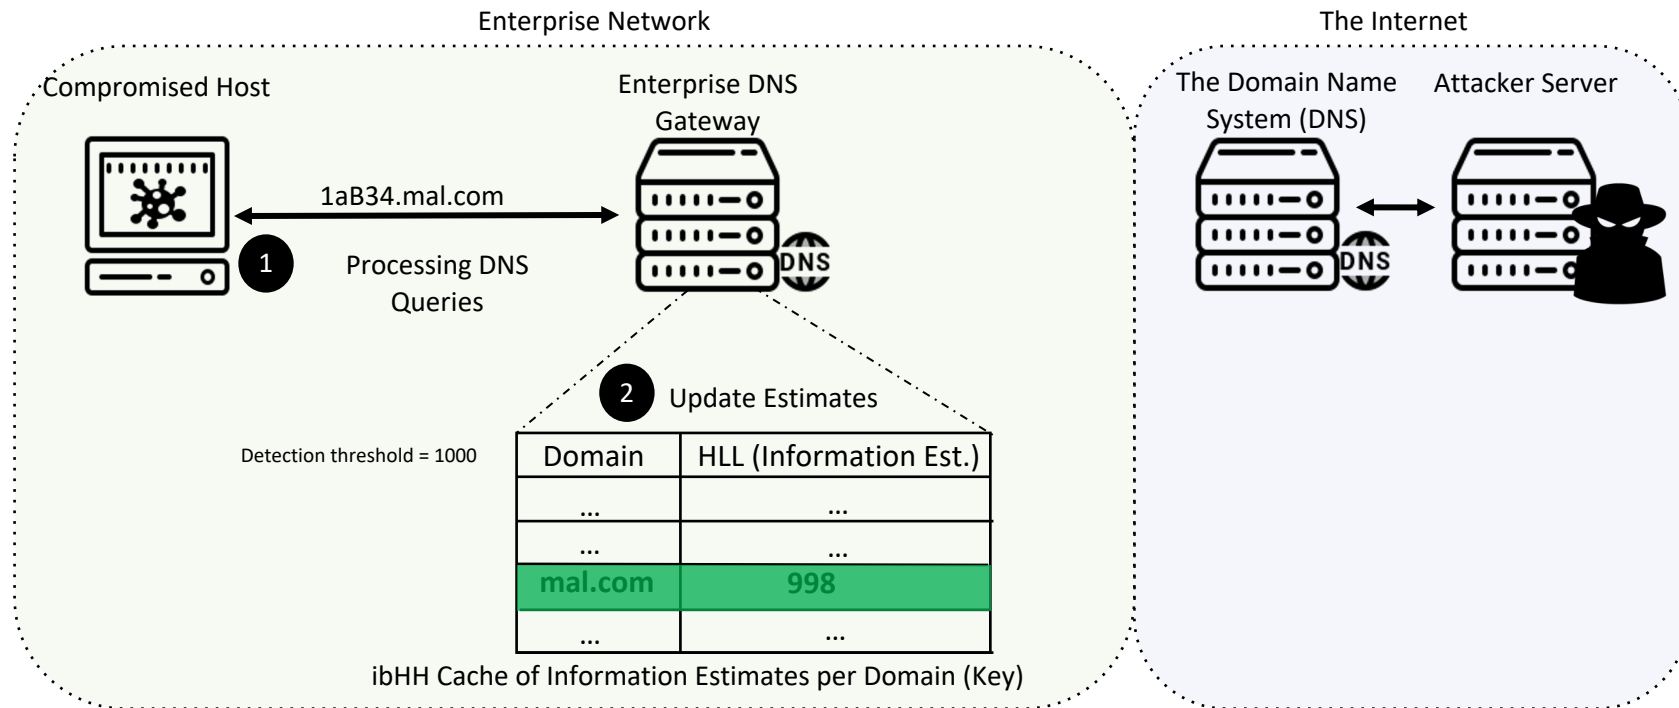 Enterprise Network
The Internet
Compromised Host
Enterprise DNS
Gateway
The Domain Name
System (DNS)
Attacker Server
1aB34.mal.com
1
Processing DNS
Queries
DNS
DNS
2
Update Estimates
Detection threshold = 1000
Domain
HLL (Information Est.)
...
...
...
...
mal.com
998
...
...
ibHH Cache of Information Estimates per Domain (Key)